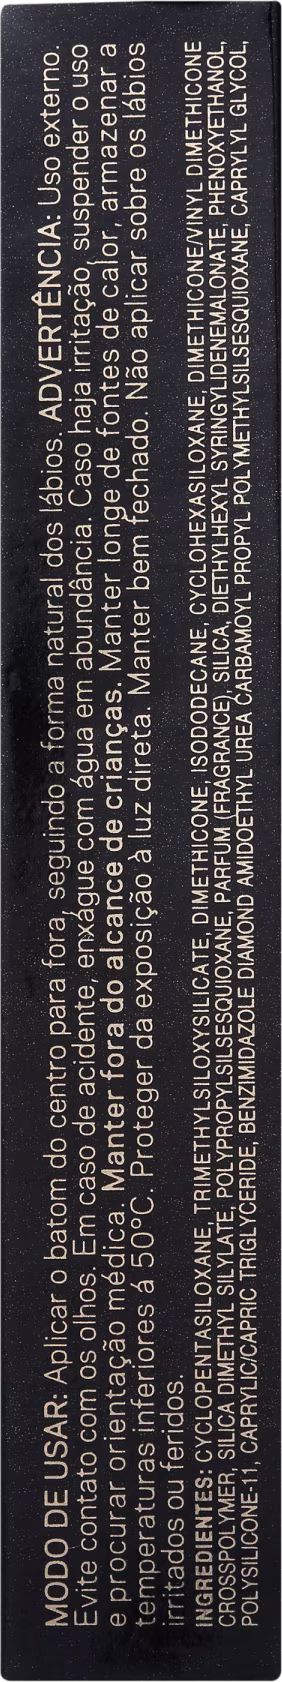 MODO DE USAR: Aplicar o batom do centro para fora, seguindo a forma natural dos lábios. ADVERTÊNCIA: Uso externo.
Evite contato com os olhos. Em caso de acidente, enxágue com água em abundância. Caso haja irritação, suspender o uso
e procurar orientação médica. Manter fora do alcance de crianças. Manter longe de fontes de calor, armazenar a
temperaturas inferiores á 50°C. Proteger da exposição à luz direta. Manter bem fechado. Não aplicar sobre os lábios
irritados ou feridos.
INGREDIENTES: CYCLOPENTASILOXANE, TRIMETHYLSILOXYSILICATE, DIMETHICONE, ISODODECANE, CYCLOHEXASILOXANE, DIMETHICONE/VINYL DIMETHICONE
CROSSPOLYMER, SILICA DIMETHYL SILYLATE, POLYPROPYLSILSESQUIOXANE, PARFUM (FRAGRANCE), SILICA, DIETHYLHEXYL SYRINGYLIDENEMALONATE, PHENOXYETHANOL,
POLYSILICONE-11, CAPRYLIC/CAPRIC TRIGLYCERIDE, BENZIMIDAZOLE DIAMOND AMIDOETHYL UREA CARBAMOYL PROPYL POLYMETHYLSILSESQUIOXANE, CAPRYLYL GLYCOL,